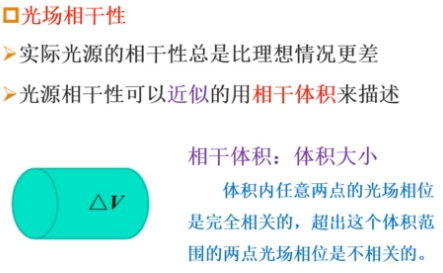 光场相干性
实际光源的相干性总是比理想情况更差
光源相干性可以近似的用相干体积来描述
相干体积：体积大小
体积内任意两点的光场相位
是完全相关的，超出这个体积范
围的两点光场相位是不相关的。
△V